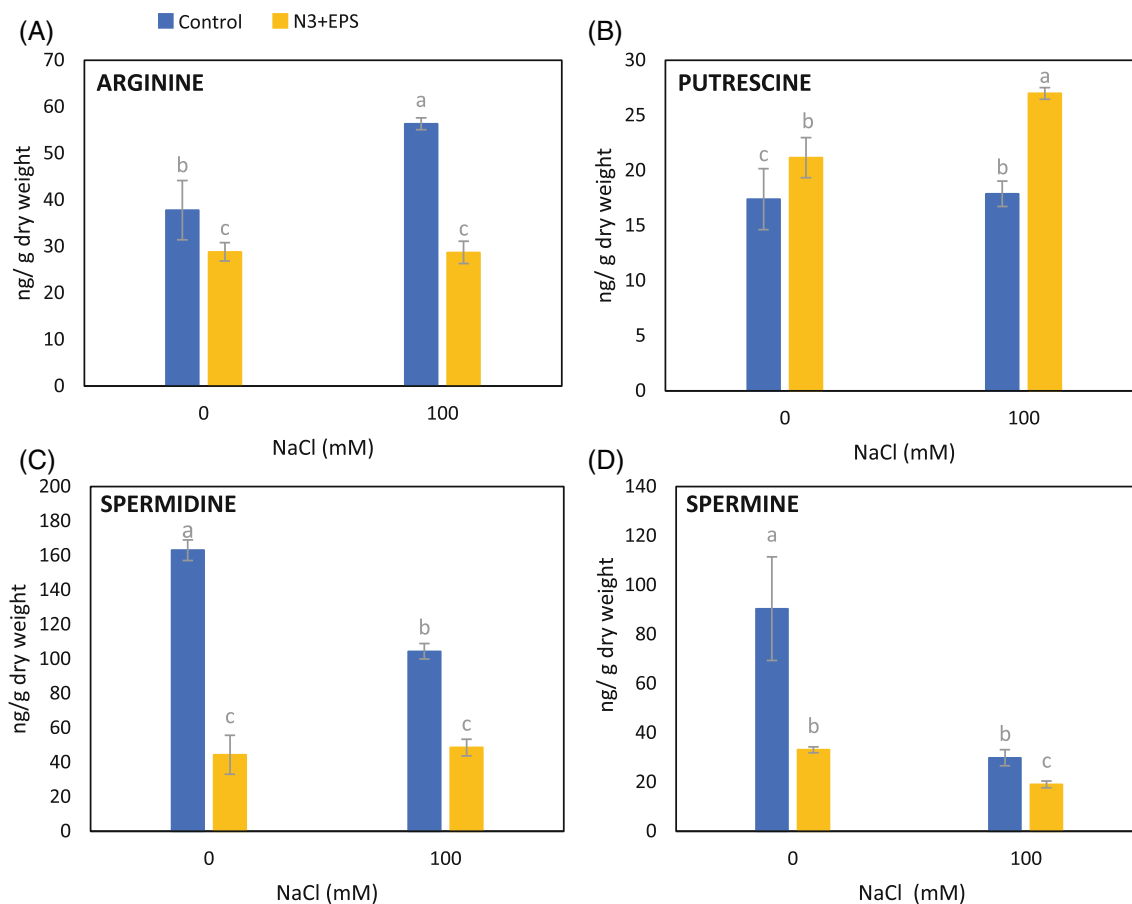 (A)
Control
N3+EPS
ARGININE
ng/ g dry weight
70
60
50
40
30
20
10
0
b
c
a
c
0
100
NaCl (mM)
(B)
PUTRESCINE
ng/ g dry weight
30
25
20
15
10
5
0
c
b
b
a
0
100
NaCl (mM)
(C)
SPERMIDINE
ng/g dry weight
200
180
160
140
120
100
80
60
40
20
0
a
c
b
c
0
100
NaCl (mM)
(D)
SPERMINE
ng/ g dry weight
140
120
100
80
60
40
20
0
a
b
b
c
0
100
NaCl (mM)